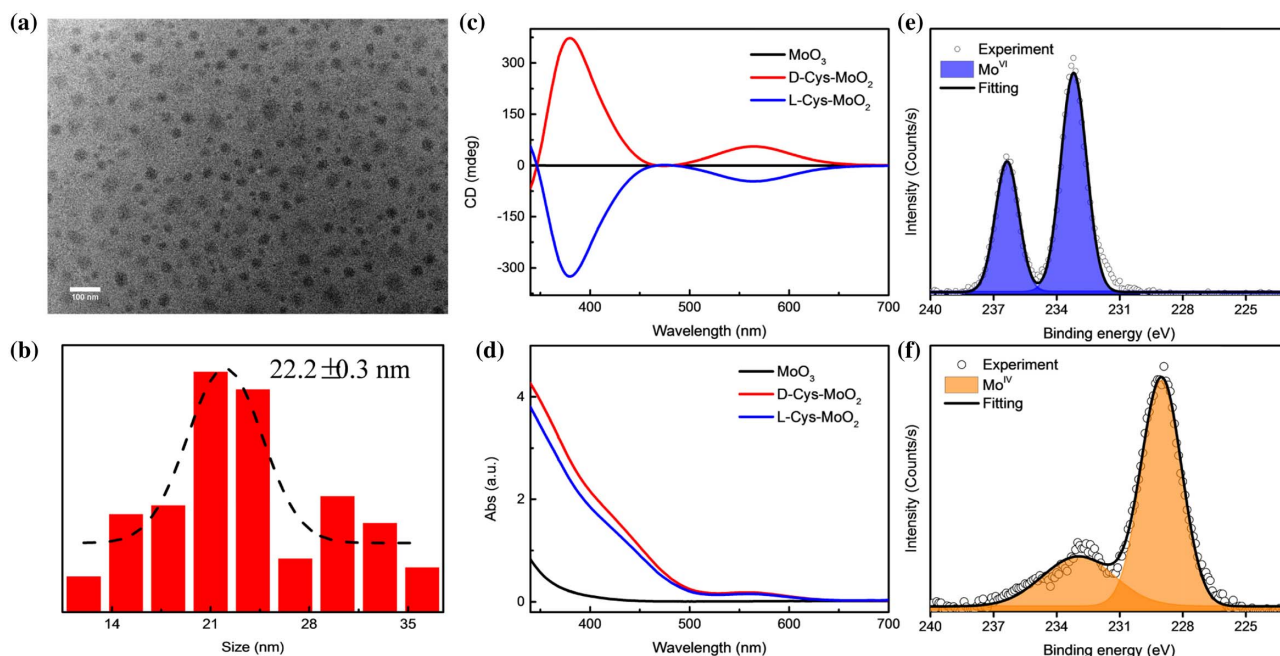 (a)
100 nm
(b)
22.2 ±0.3 nm
14 21 28 35
Size (nm)
(c)
MoO₃
D-Cys-MoO₂
L-Cys-MoO₂
300
150
0
-150
-300
CD (mdeg)
400 500 600 700
Wavelength (nm)
(d)
MoO₃
D-Cys-MoO₂
L-Cys-MoO₂
4
2
0
Abs (a.u.)
400 500 600 700
Wavelength (nm)
(e)
Experiment
Moⱽᴵ
Fitting
Intensity (Counts/s)
240 237 234 231 228 225
Binding energy (eV)
(f)
Experiment
Moᴵⱽ
Fitting
Intensity (Counts/s)
240 237 234 231 228 225
Binding energy (eV)